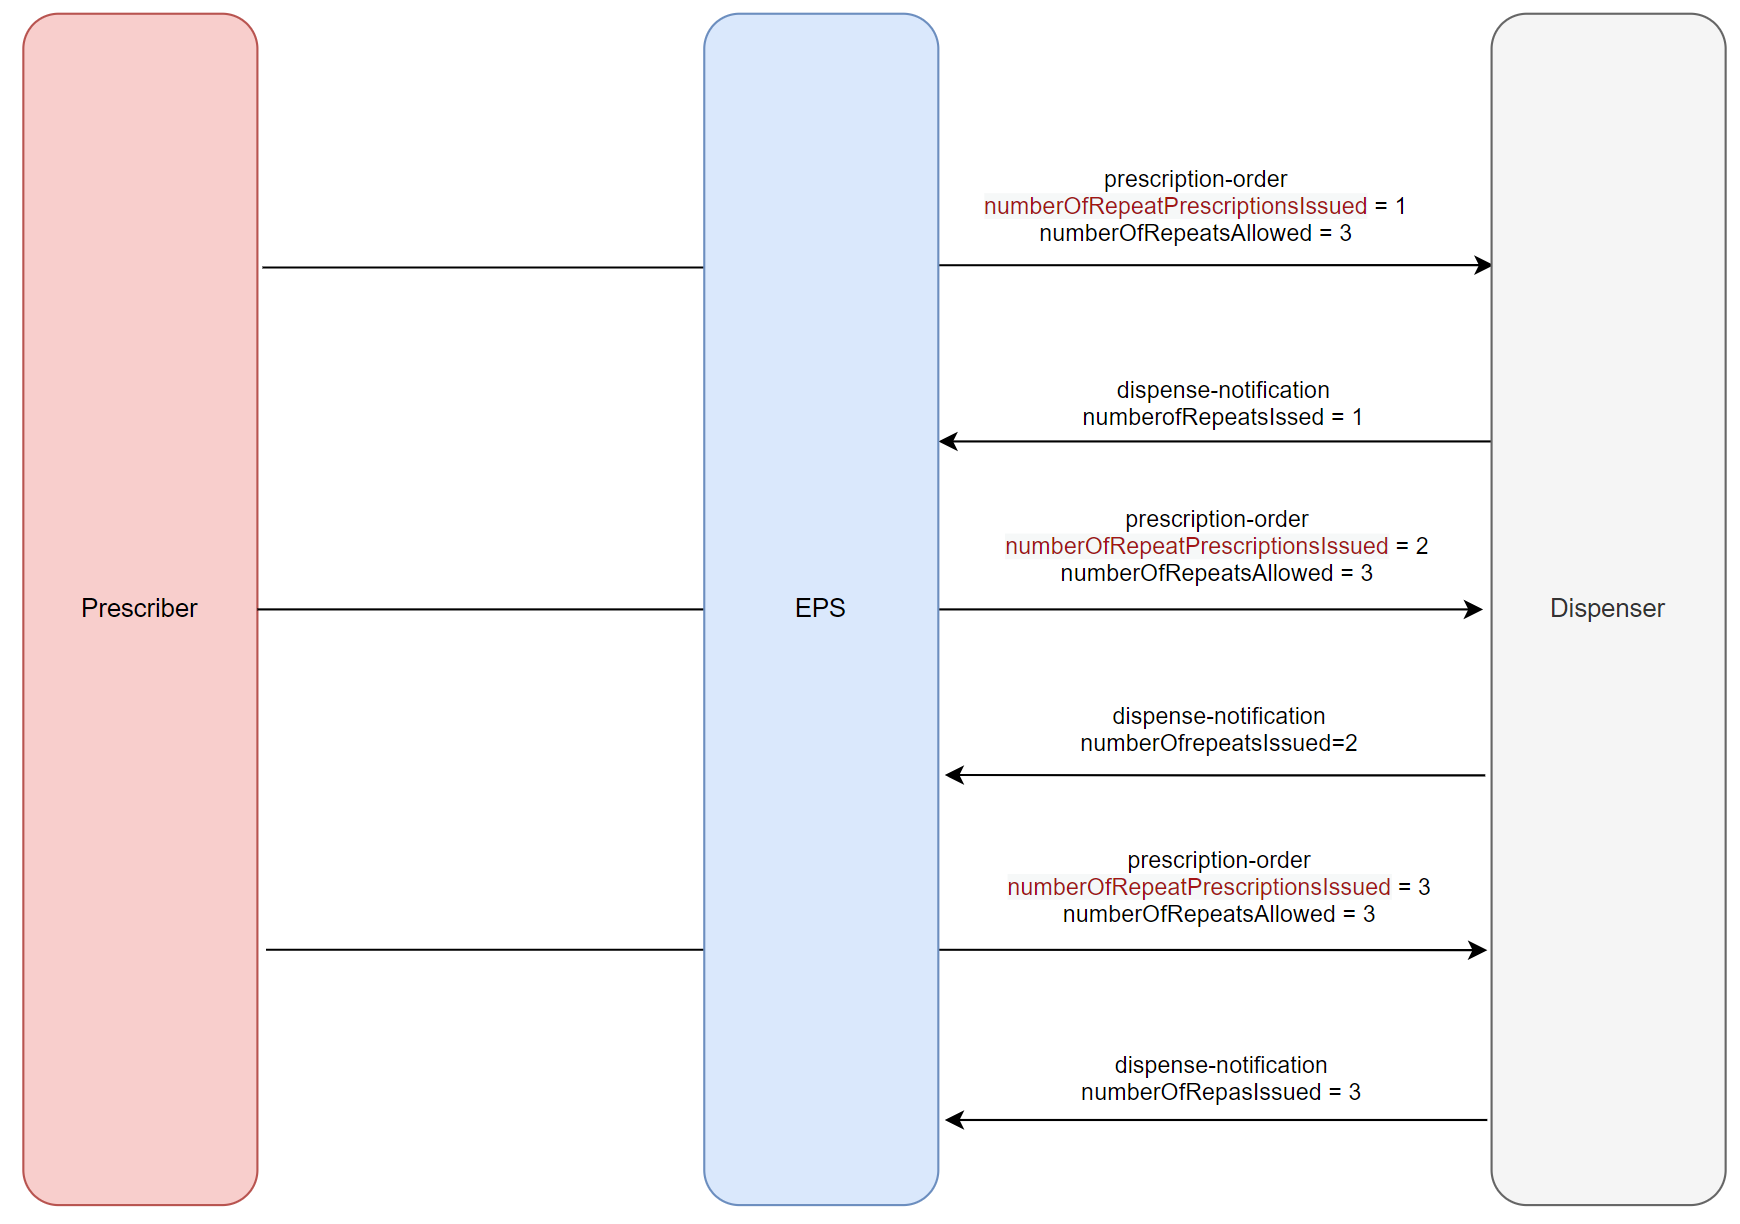 prescription-order
numberOfRepeatPrescriptionsIssued = 1
numberOfRepeatsAllowed = 3
dispense-notification
numberofRepeatsIssed = 1
prescription-order
numberOfRepeatPrescriptionsIssued = 2
numberOfRepeatsAllowed = 3
Prescriber
EPS
Dispenser
dispense-notification
numberOfrepeatsIssued=2
prescription-order
numberOfRepeatPrescriptionsIssued = 3
numberOfRepeatsAllowed = 3
dispense-notification
numberOfRepasIssued = 3